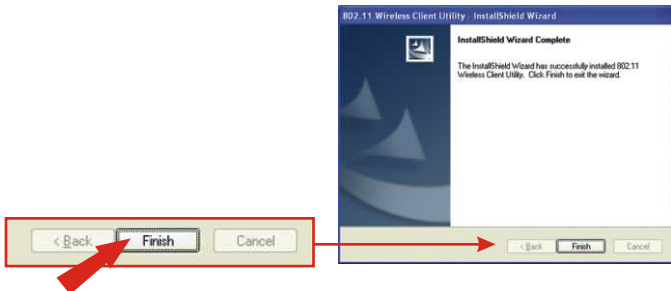 802.11 Wireless Client Utility - InstallShield Wizard
InstallShield Wizard Complete
The InstallShield Wizard has successfully installed 802.11
Wireless Client Utility. Click Finish to exit the wizard.
< Back Finish Cancel
< Back Finish Cancel